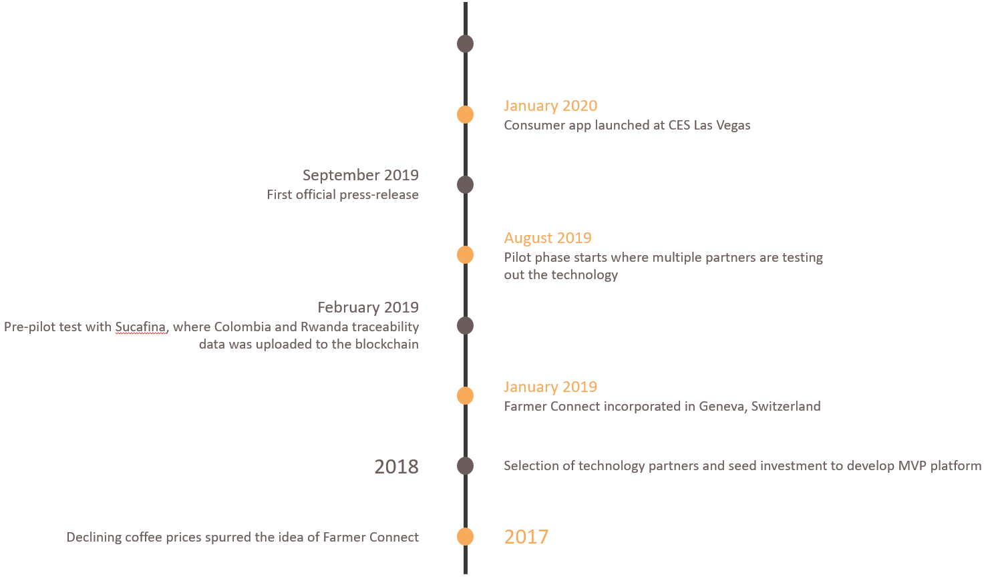 January 2020
Consumer app launched at CES Las Vegas
September 2019
First official press-release
August 2019
Pilot phase starts where multiple partners are testing
out the technology
February 2019
Pre-pilot test with Sucafina, where Colombia and Rwanda traceability
data was uploaded to the blockchain
January 2019
Farmer Connect incorporated in Geneva, Switzerland
2018
Selection of technology partners and seed investment to develop MVP platform
Declining coffee prices spurred the idea of Farmer Connect
2017